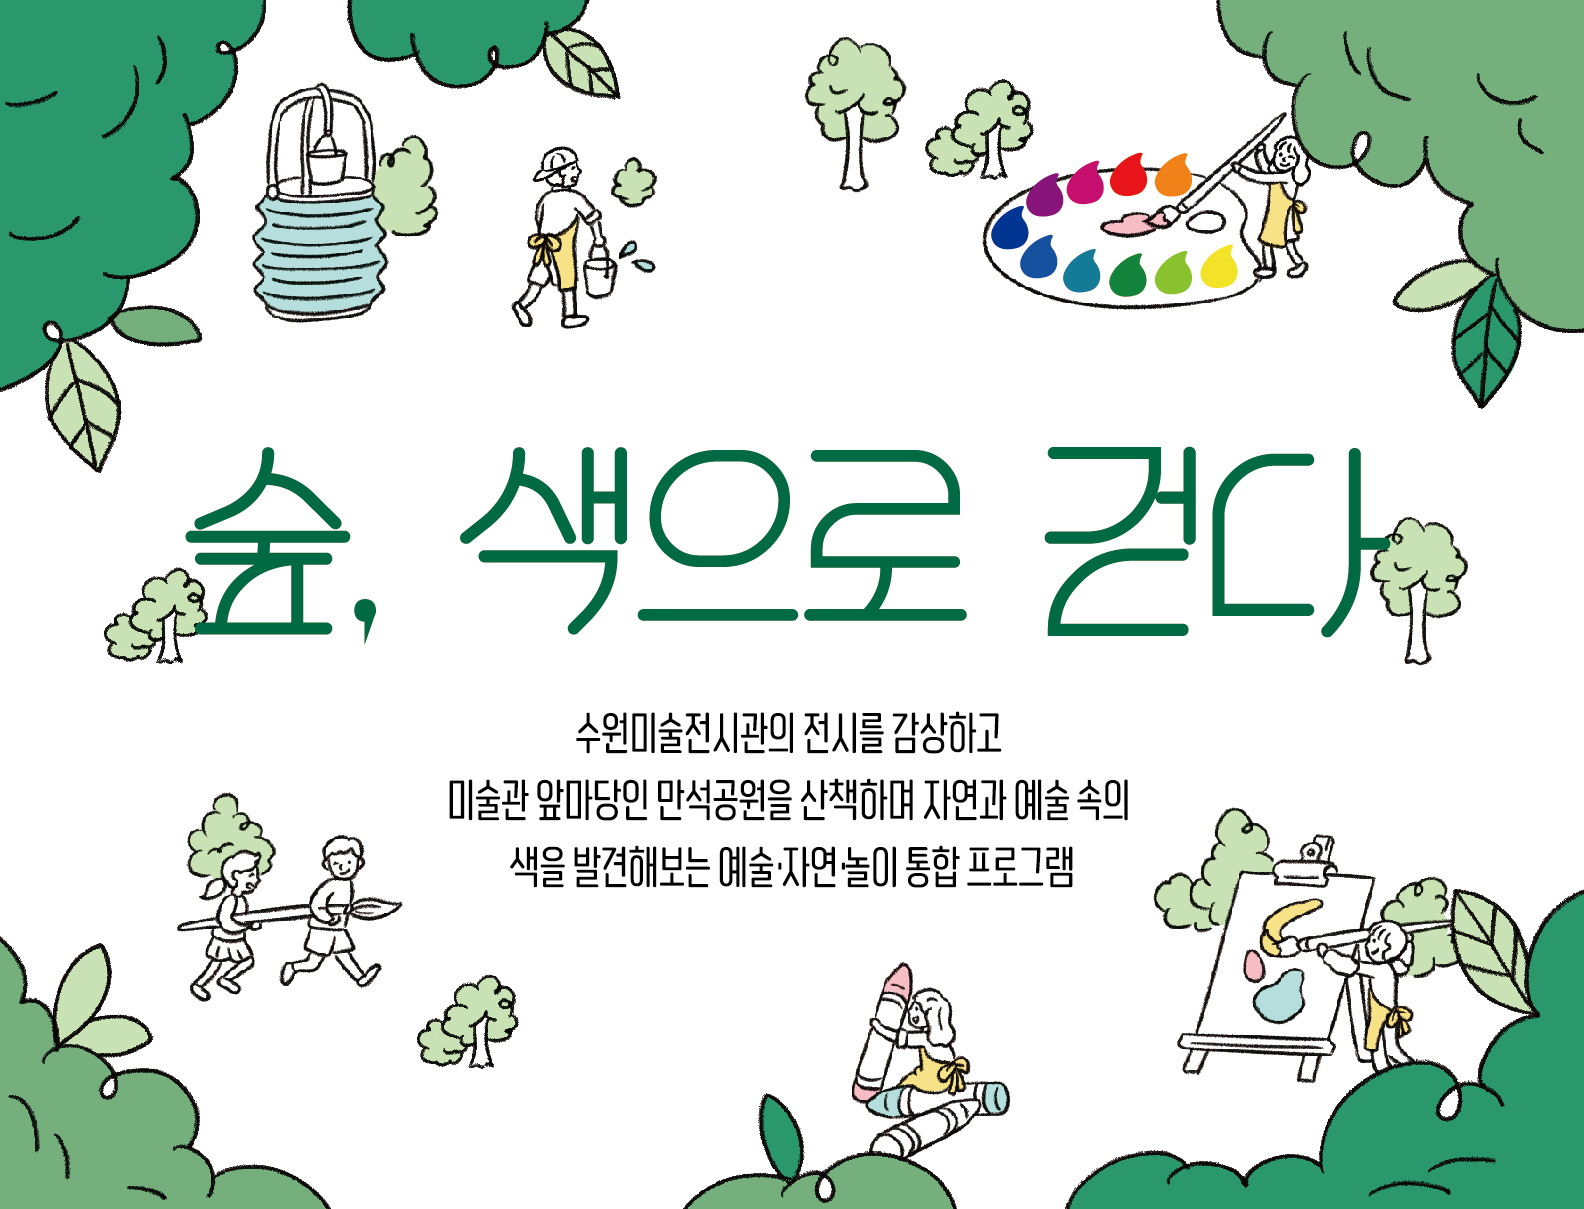 숲, 색으로 걷다
수원미술전시관의 전시를 감상하고
미술관 앞마당인 만석공원을 산책하며 자연과 예술 속의
색을 발견해보는 예술·자연·놀이 통합 프로그램